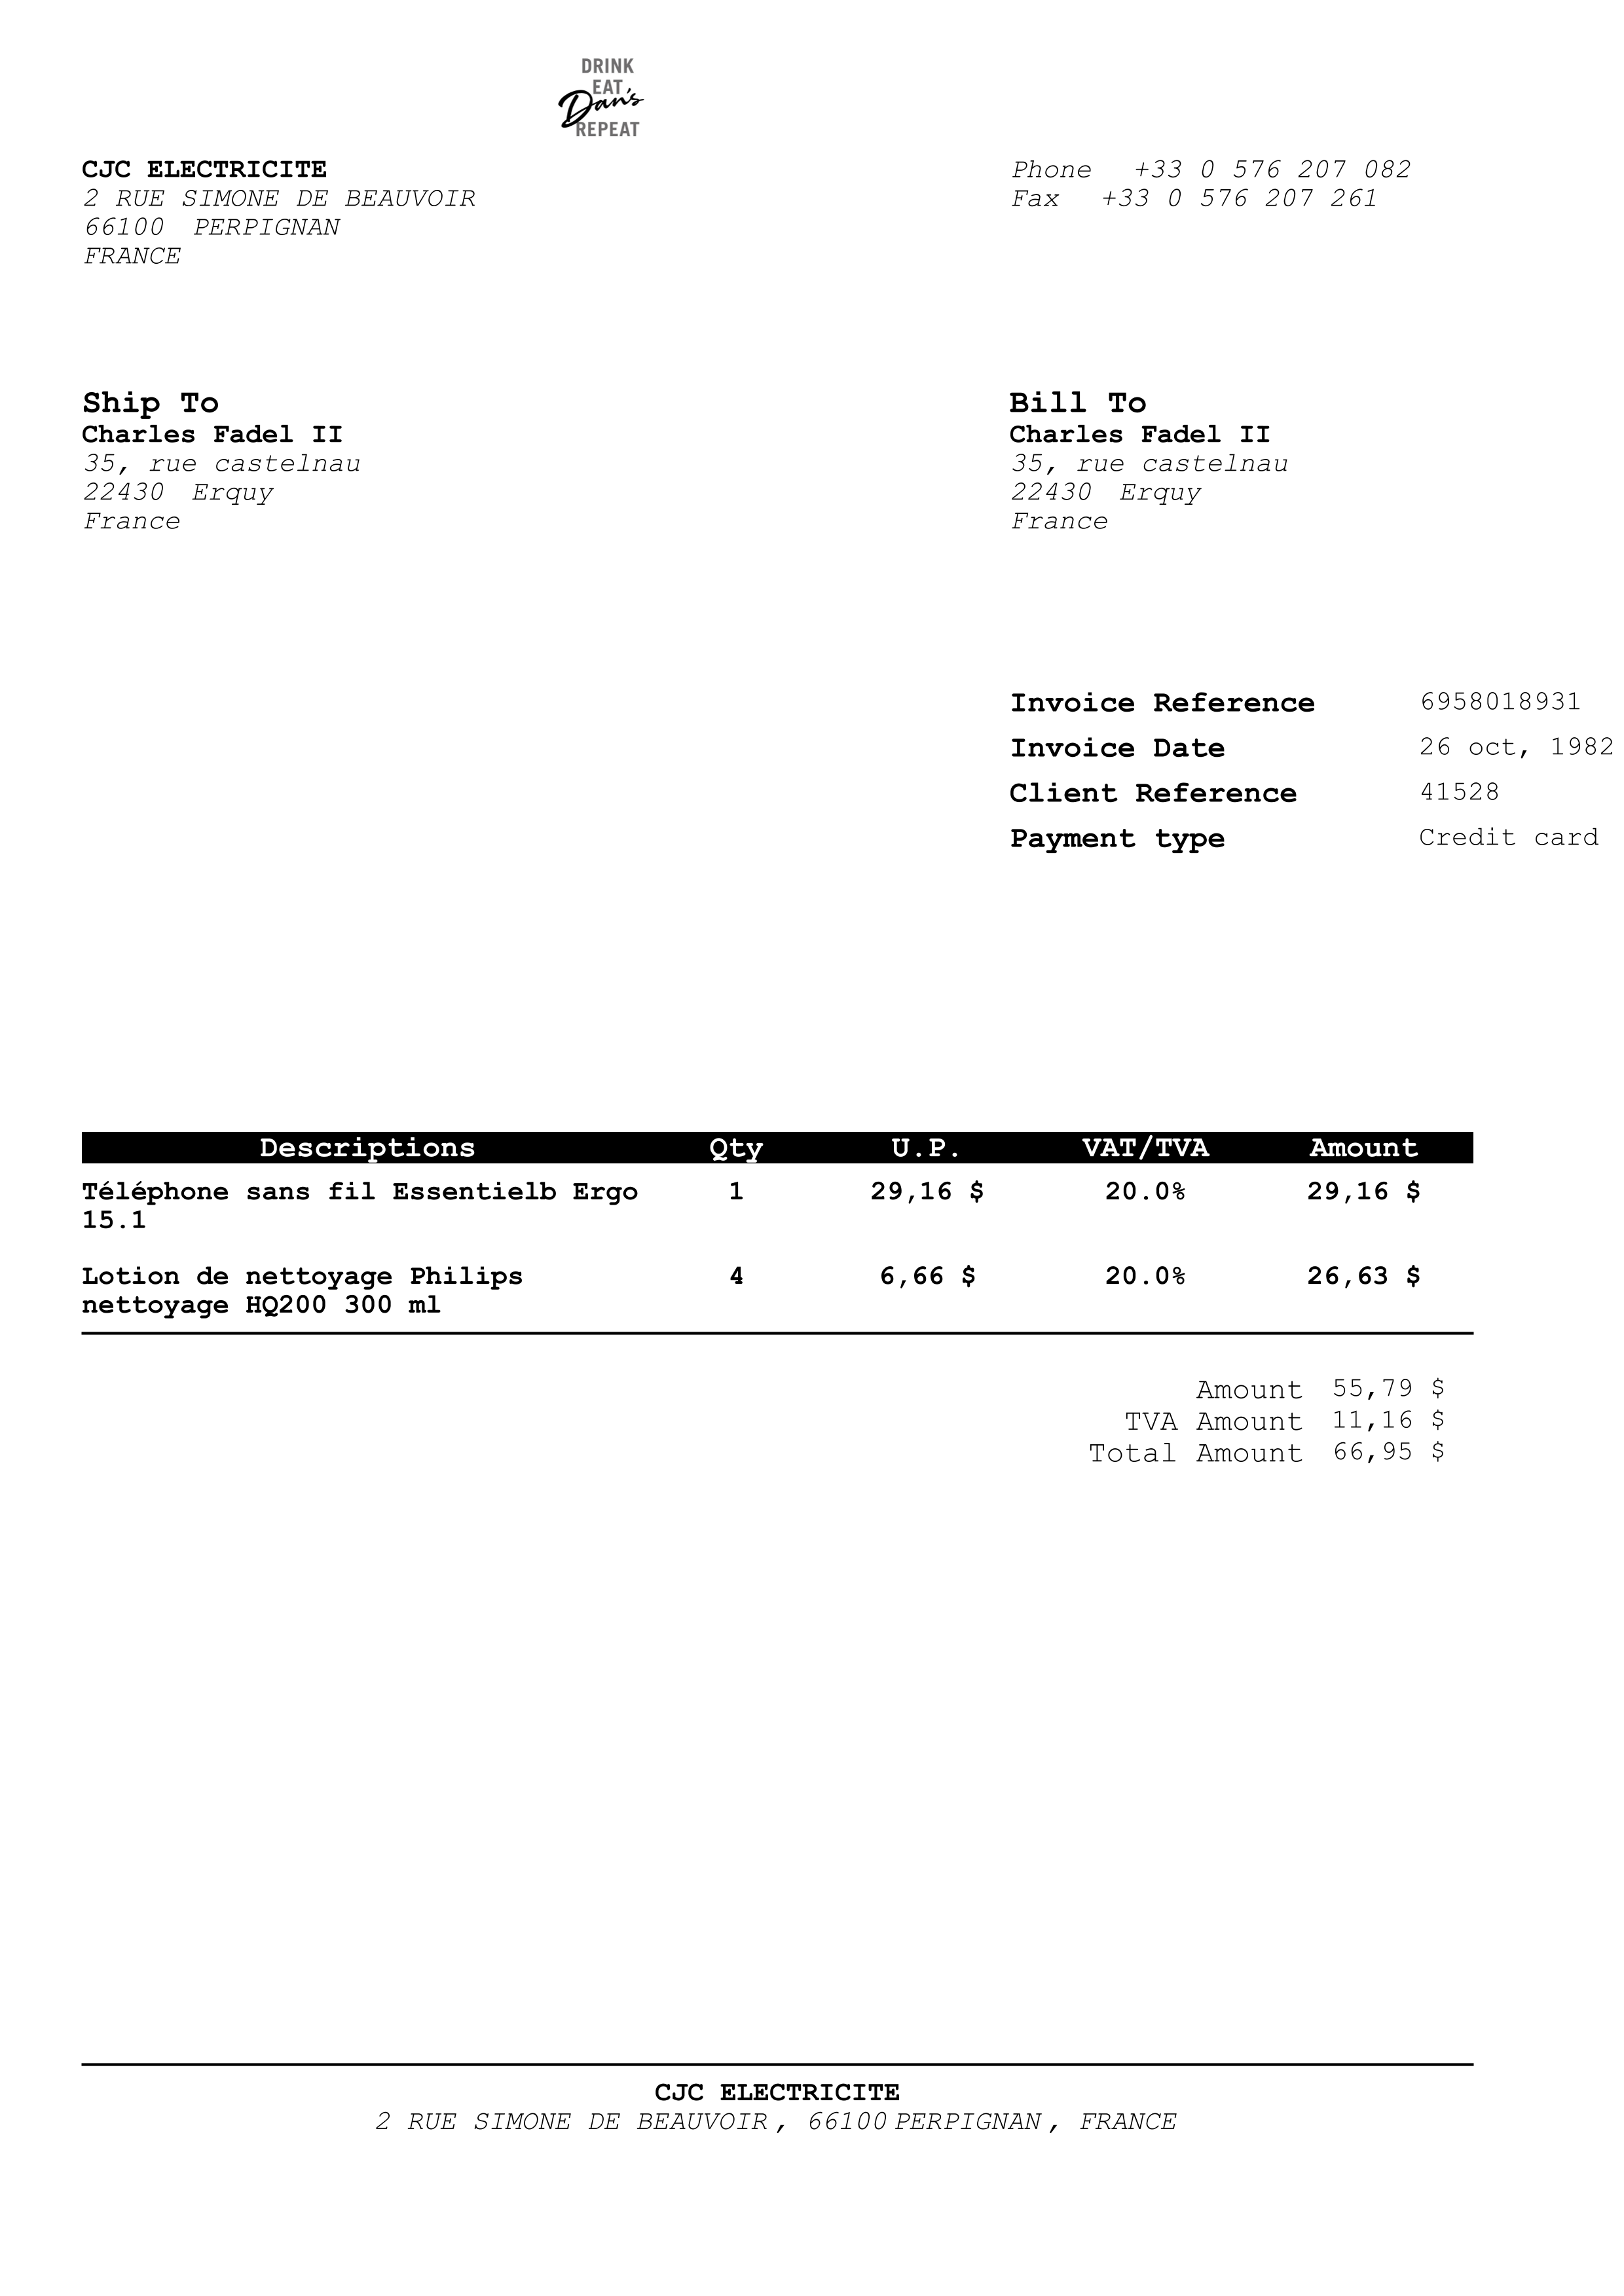 DRINK
EAT
Dan's
REPEAT
CJC ELECTRICITE
2 RUE SIMONE DE BEAUVOIR
66100 PERPIGNAN
FRANCE
Phone +33 0 576 207 082
Fax +33 0 576 207 261
Ship To
Charles Fadel II
35, rue castelnau
22430 Erquy
France
Bill To
Charles Fadel II
35, rue castelnau
22430 Erquy
France
Invoice Reference 6958018931
Invoice Date 26 oct, 1982
Client Reference 41528
Payment type Credit card
Descriptions Qty U.P. VAT/TVA Amount
Téléphone sans fil Essentielb Ergo 1 29,16 $ 20.0% 29,16 $
15.1
Lotion de nettoyage Philips 4 6,66 $ 20.0% 26,63 $
nettoyage HQ200 300 ml
Amount 55,79 $
TVA Amount 11,16 $
Total Amount 66,95 $
CJC ELECTRICITE
2 RUE SIMONE DE BEAUVOIR, 66100 PERPIGNAN, FRANCE